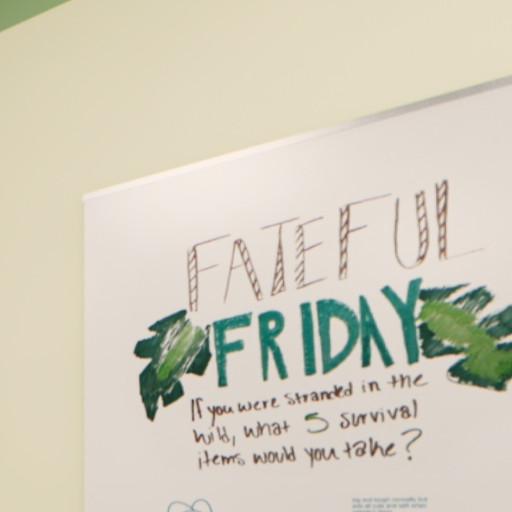 FATEFUL
FRIDAY
If you were stranded in the
wild, what 5 survival
items would you take?